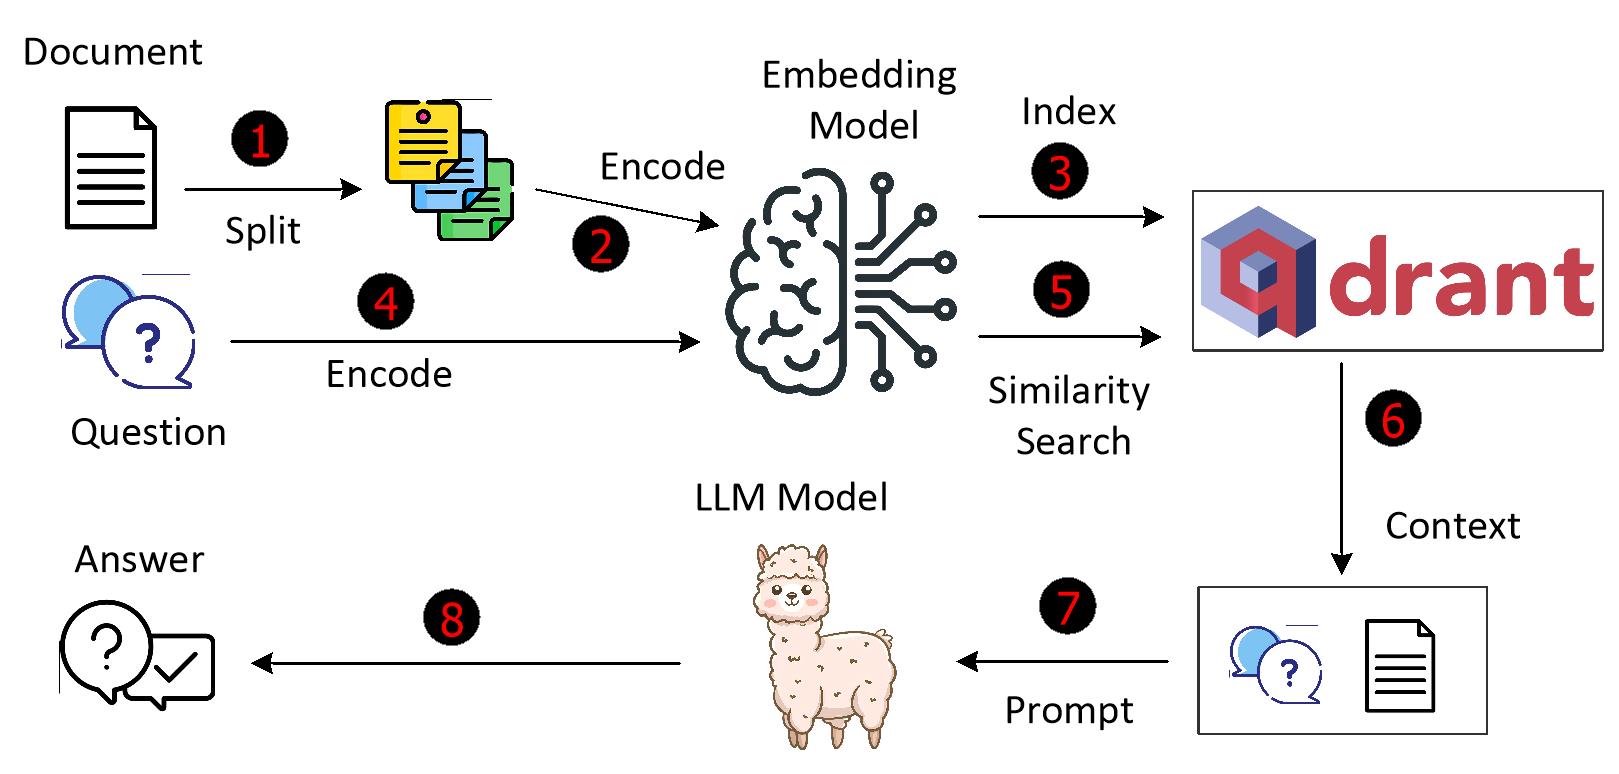 Document
Embedding
Model
Index
1
Encode
3
Split
2
4
5
qdrant
Encode
Similarity
Search
Question
6
LLM Model
Context
Answer
?
8
7
?
?
Prompt
?